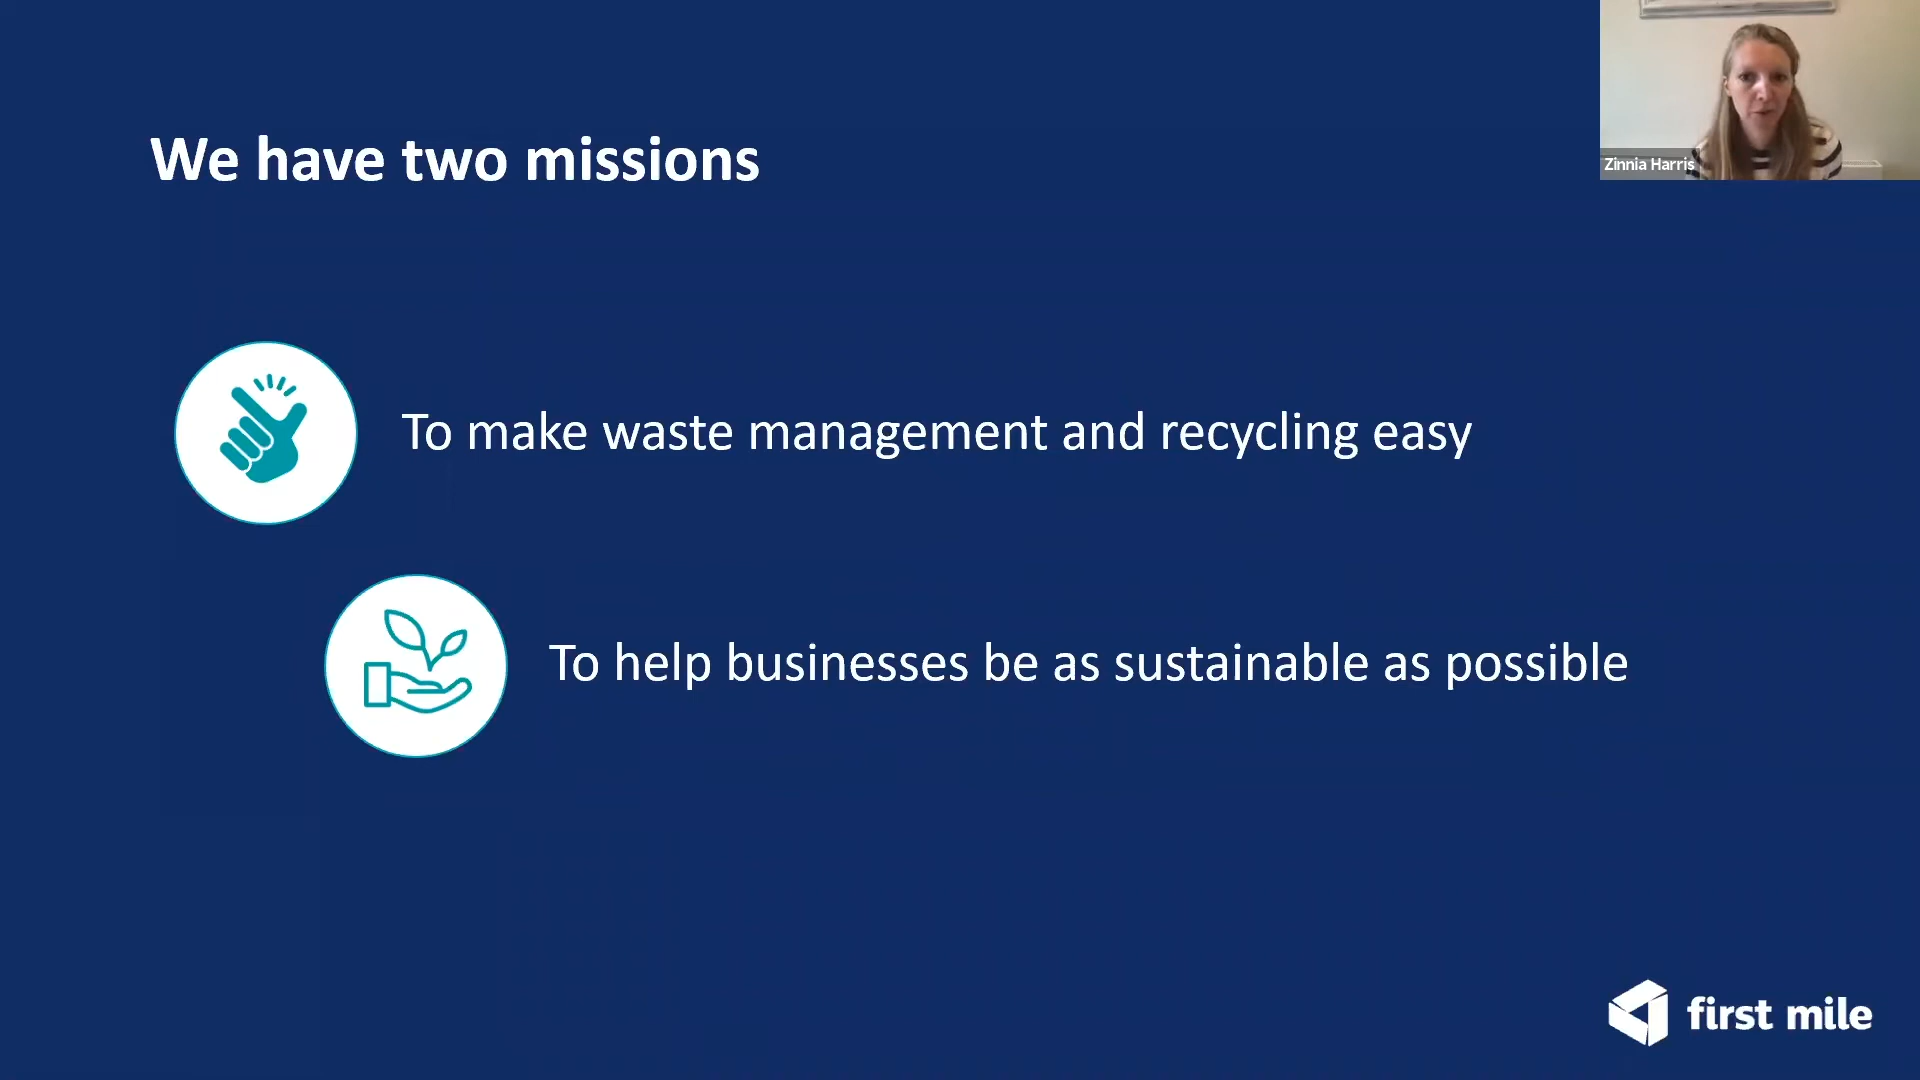 We have two missions
Zinnia Harris
To make waste management and recycling easy
To help businesses be as sustainable as possible
first mile